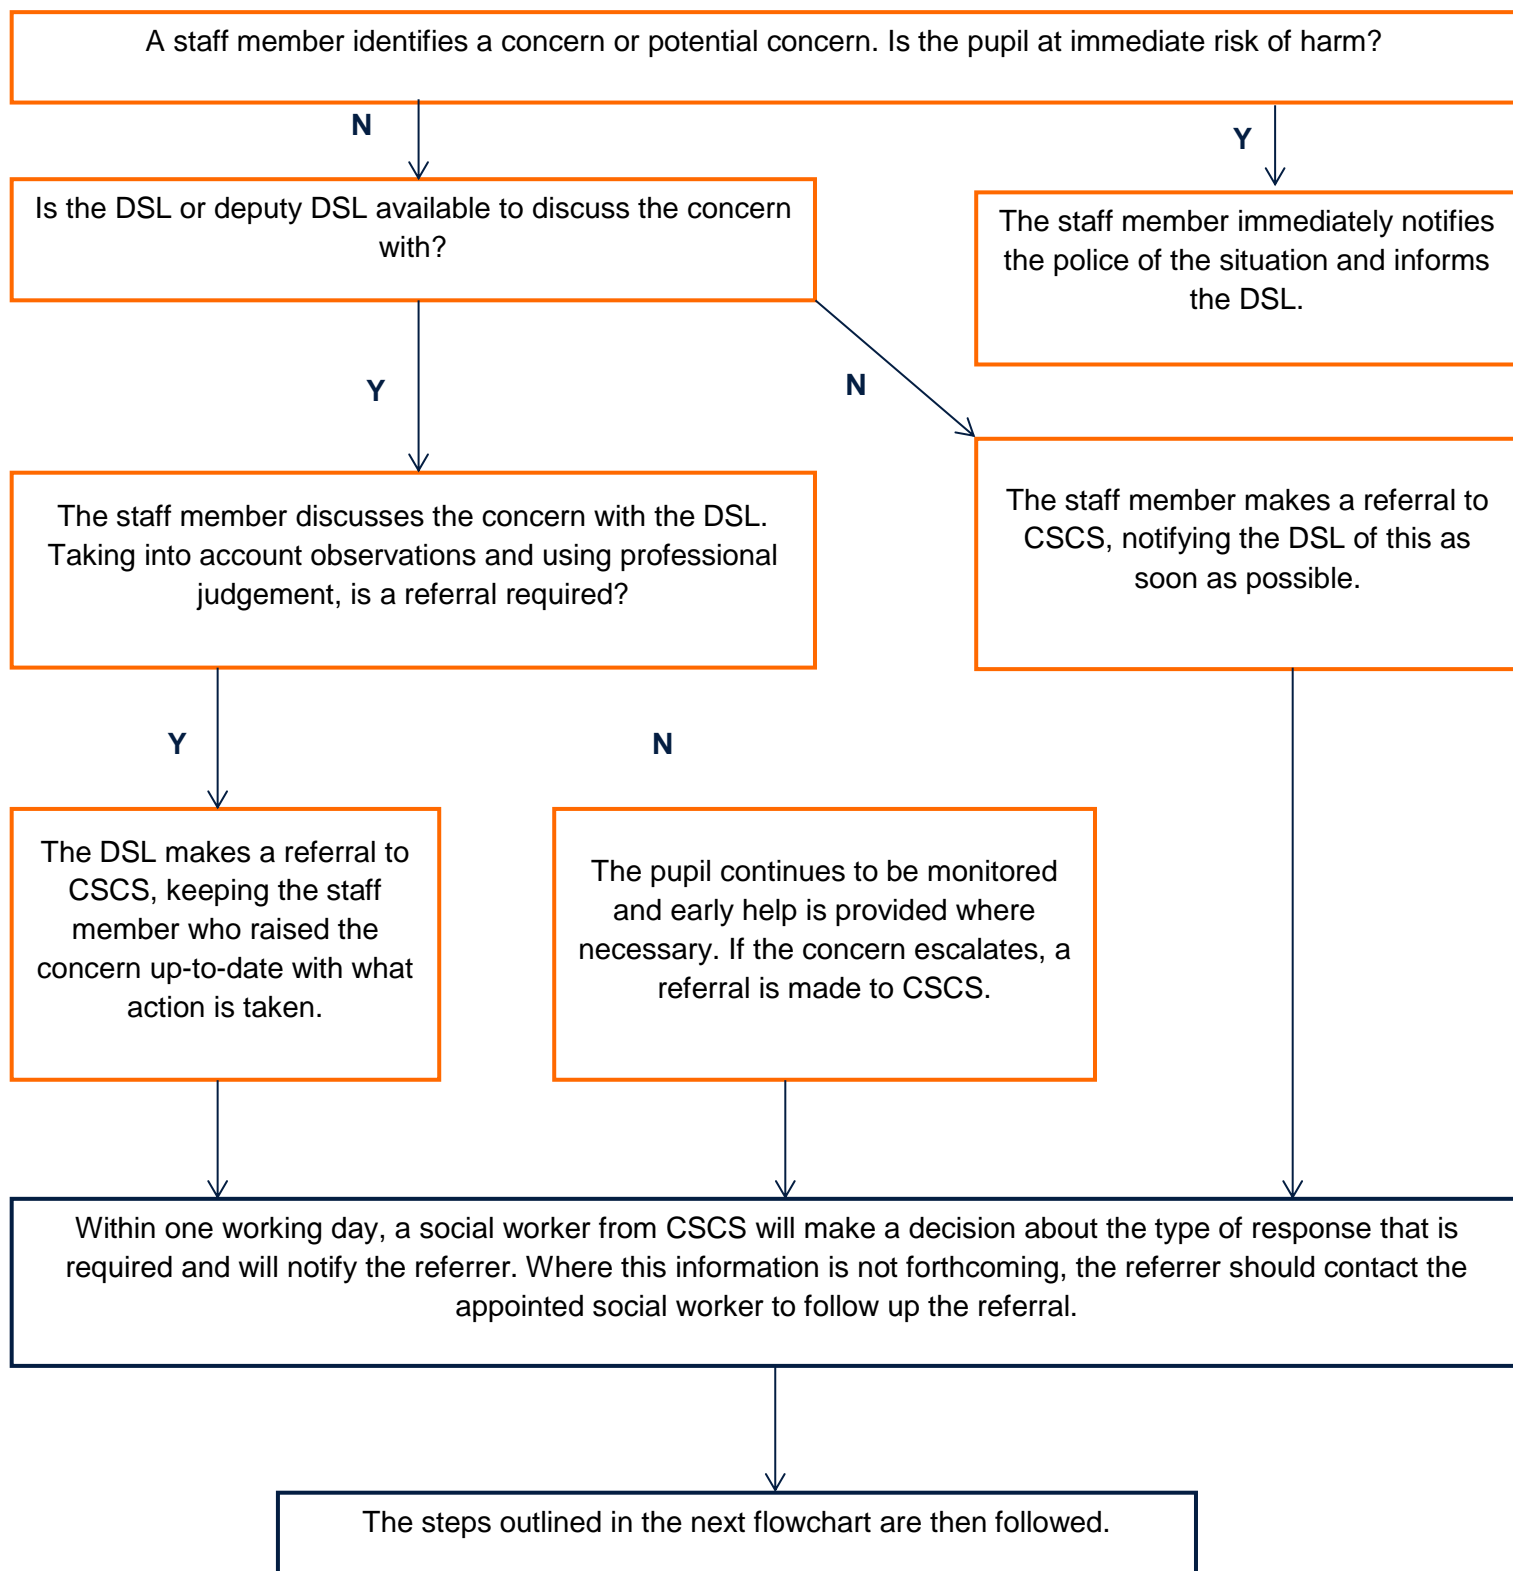 A staff member identifies a concern or potential concern. Is the pupil at immediate risk of harm?
N
Y
Is the DSL or deputy DSL available to discuss the concern
with?
The staff member immediately notifies
the police of the situation and informs
the DSL.
Y
N
The staff member discusses the concern with the DSL.
Taking into account observations and using professional
judgement, is a referral required?
The staff member makes a referral to
CSCS, notifying the DSL of this as
soon as possible.
Y
N
The DSL makes a referral to
CSCS, keeping the staff
member who raised the
concern up-to-date with what
action is taken.
The pupil continues to be monitored
and early help is provided where
necessary. If the concern escalates, a
referral is made to CSCS.
Within one working day, a social worker from CSCS will make a decision about the type of response that is
required and will notify the referrer. Where this information is not forthcoming, the referrer should contact the
appointed social worker to follow up the referral.
The steps outlined in the next flowchart are then followed.